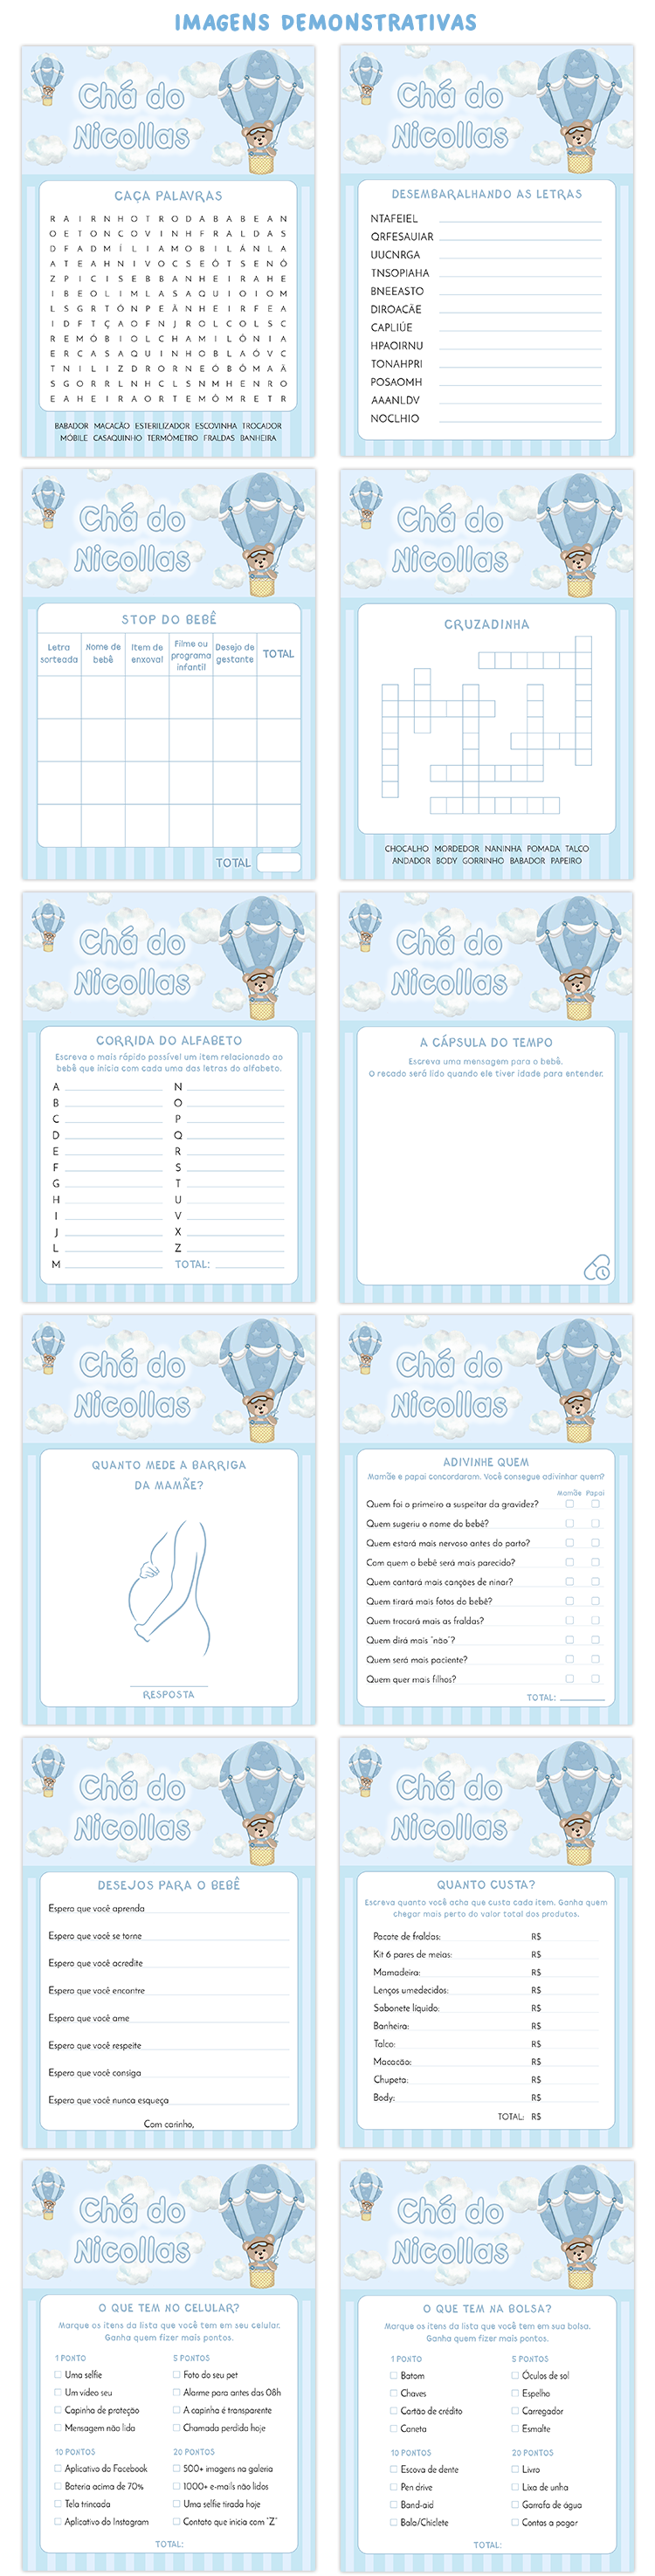 IMAGENS DEMONSTRATIVAS
Chá do
Nicollas
CAÇA PALAVRAS
R A I R N H O T R O D A B A B E A N
O E T O N C O V I N H F R A L D A S
D F A D M Í L I A M O B I L Á N L A
A T E A H N I V O C S E Ó T S E N Ô
Z P I C I S E B B A N H E I R A H E
I B E O L I M L A S A Q U I O I O M
L S G R T Ô N P E Ã N H E I R F E A
I D F T Ç A O F N J R O L C O L S C
R E M Ó B I O L C H A M I L Ô N I A
E R C A S A Q U I N H O B L A Ó V C
T N I L I Z D R O R N E Ó B Ô M A Ã
S G O R R L N H C L S N M H E N R O
E A H E I R A O R T E M Ô M R E T R
BABADOR MACACÃO ESTERILIZADOR ESCOVINHA TROCADOR
MÓBILE CASAQUINHO TERMÔMETRO FRALDAS BANHEIRA
Chá do
Nicollas
DESEMBARALHANDO AS LETRAS
NTAFEIEL
QRFESAUIAR
UUCNRGA
TNSOPIAHA
BNEEASTO
DIROACÃE
CAPLIÚE
HPAOIRNU
TONAHPRI
POSAOMH
AAANLDV
NOCLHIO
Chá do
Nicollas
STOP DO BEBÊ
Letra sorteada
Nome de bebê
Item de enxoval
Filme ou programa infantil
Desejo de gestante
TOTAL
TOTAL
Chá do
Nicollas
CRUZADINHA
CHOCALHO MORDEDOR NANINHA POMADA TALCO
ANDADOR BODY GORRINHO BABADOR PAPEIRO
Chá do
Nicollas
CORRIDA DO ALFABETO
Escreva o mais rápido possível um item relacionado ao
bebê que inicia com cada uma das letras do alfabeto.
A
B
C
D
E
F
G
H
I
J
L
M
N
O
P
Q
R
S
T
U
V
X
Z
TOTAL:
Chá do
Nicollas
A CÁPSULA DO TEMPO
Escreva uma mensagem para o bebê.
O recado será lido quando ele tiver idade para entender.
Chá do
Nicollas
QUANTO MEDE A BARRIGA
DA MAMÃE?
RESPOSTA
Chá do
Nicollas
ADIVINHE QUEM
Mamãe e papai concordaram. Você consegue adivinhar quem?
Mamãe Papai
Quem foi o primeiro a suspeitar da gravidez?
Quem sugeriu o nome do bebê?
Quem estará mais nervoso antes do parto?
Com quem o bebê será mais parecido?
Quem cantará mais canções de ninar?
Quem tirará mais fotos do bebê?
Quem trocará mais as fraldas?
Quem dirá mais "não"?
Quem será mais paciente?
Quem quer mais filhos?
TOTAL:
Chá do
Nicollas
DESEJOS PARA O BEBÊ
Espero que você aprenda
Espero que você se torne
Espero que você acredite
Espero que você encontre
Espero que você ame
Espero que você respeite
Espero que você consiga
Espero que você nunca esqueça
Com carinho,
Chá do
Nicollas
QUANTO CUSTA?
Escreva quanto você acha que custa cada item. Ganha quem
chegar mais perto do valor total dos produtos.
Pacote de fraldas: R$
Kit 6 pares de meias: R$
Mamadeira: R$
Lenços umedecidos: R$
Sabonete líquido: R$
Banheira: R$
Talco: R$
Macacão: R$
Chupeta: R$
Body: R$
TOTAL: R$
Chá do
Nicollas
O QUE TEM NO CELULAR?
Marque os itens da lista que você tem em seu celular.
Ganha quem fizer mais pontos.
1 PONTO
Uma selfie
Um vídeo seu
Capinha de proteção
Mensagem não lida
5 PONTOS
Foto do seu pet
Alarme para antes das 08h
A capinha é transparente
Chamada perdida hoje
10 PONTOS
Aplicativo do Facebook
Bateria acima de 70%
Tela trincada
Aplicativo do Instagram
20 PONTOS
500+ imagens na galeria
1000+ e-mails não lidos
Uma selfie tirada hoje
Contato que inicia com "Z"
TOTAL:
Chá do
Nicollas
O QUE TEM NA BOLSA?
Marque os itens da lista que você tem em sua bolsa.
Ganha quem fizer mais pontos.
1 PONTO
Batom
Chaves
Cartão de crédito
Caneta
5 PONTOS
Óculos de sol
Espelho
Carregador
Esmalte
10 PONTOS
Escova de dente
Pen drive
Band-aid
Bala/Chiclete
20 PONTOS
Livro
Lixa de unha
Garrafa de água
Contas a pagar
TOTAL: